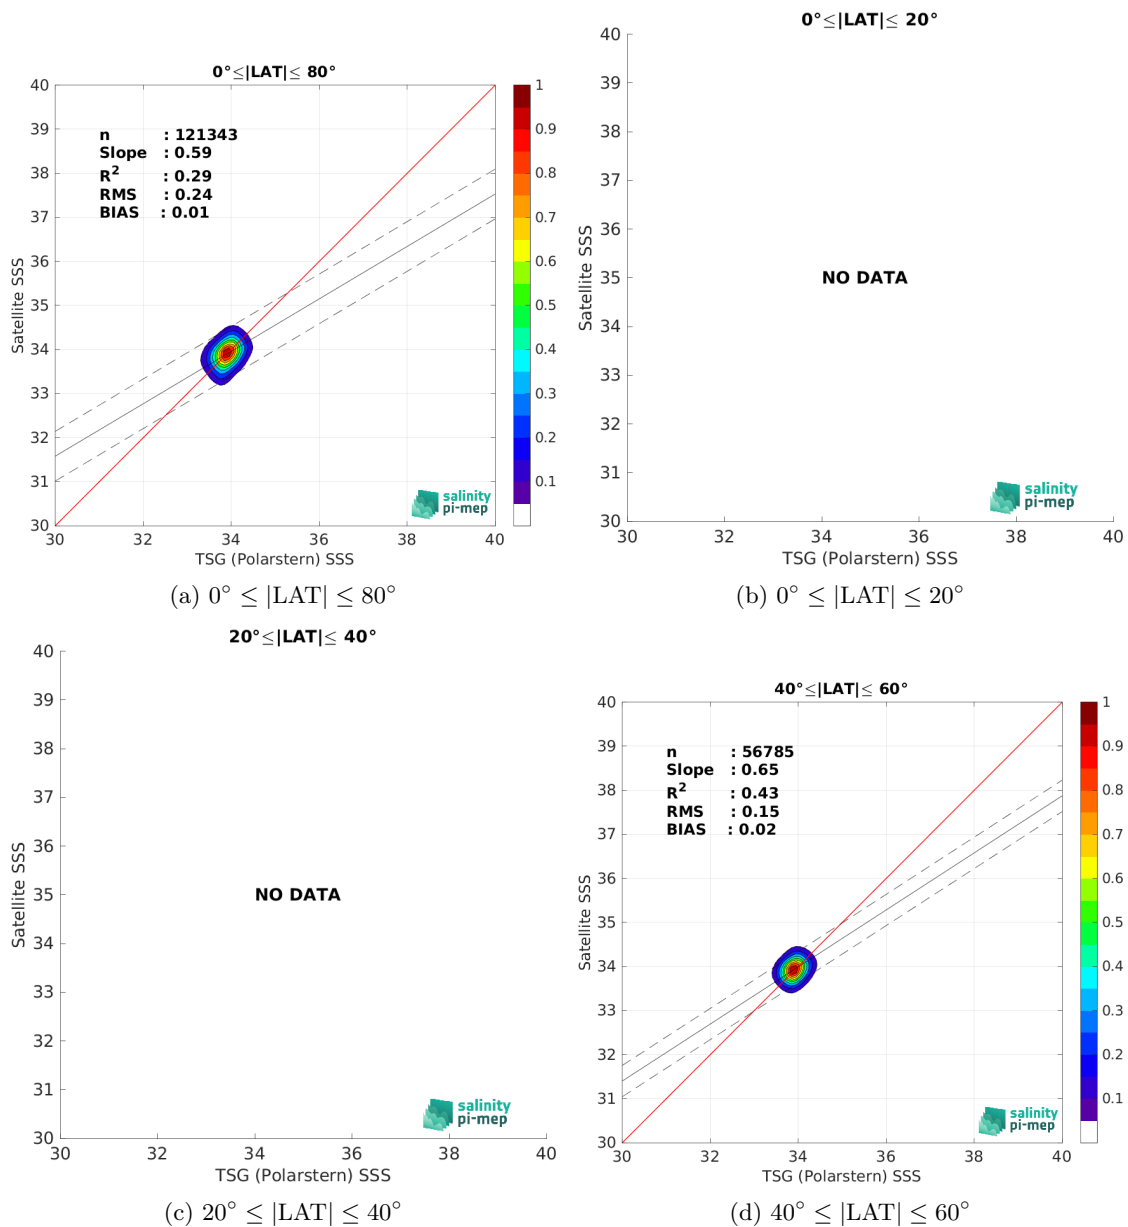 0°≤|LAT|≤ 80°
40
39
38
37
36
35
34
33
32
31
30
Satellite SSS
n : 121343
Slope : 0.59
R² : 0.29
RMS : 0.24
BIAS : 0.01
salinity
pi-mep
30 32 34 36 38 40
TSG (Polarstern) SSS
1
0.9
0.8
0.7
0.6
0.5
0.4
0.3
0.2
0.1
(a) 0° ≤ |LAT| ≤ 80°
0°≤|LAT|≤ 20°
40
39
38
37
36
35
34
33
32
31
30
Satellite SSS
NO DATA
salinity
pi-mep
30 32 34 36 38 40
TSG (Polarstern) SSS
(b) 0° ≤ |LAT| ≤ 20°
20°≤|LAT|≤ 40°
40
39
38
37
36
35
34
33
32
31
30
Satellite SSS
NO DATA
salinity
pi-mep
30 32 34 36 38 40
TSG (Polarstern) SSS
(c) 20° ≤ |LAT| ≤ 40°
40°≤|LAT|≤ 60°
40
39
38
37
36
35
34
33
32
31
30
Satellite SSS
n : 56785
Slope : 0.65
R² : 0.43
RMS : 0.15
BIAS : 0.02
salinity
pi-mep
30 32 34 36 38 40
TSG (Polarstern) SSS
1
0.9
0.8
0.7
0.6
0.5
0.4
0.3
0.2
0.1
(d) 40° ≤ |LAT| ≤ 60°